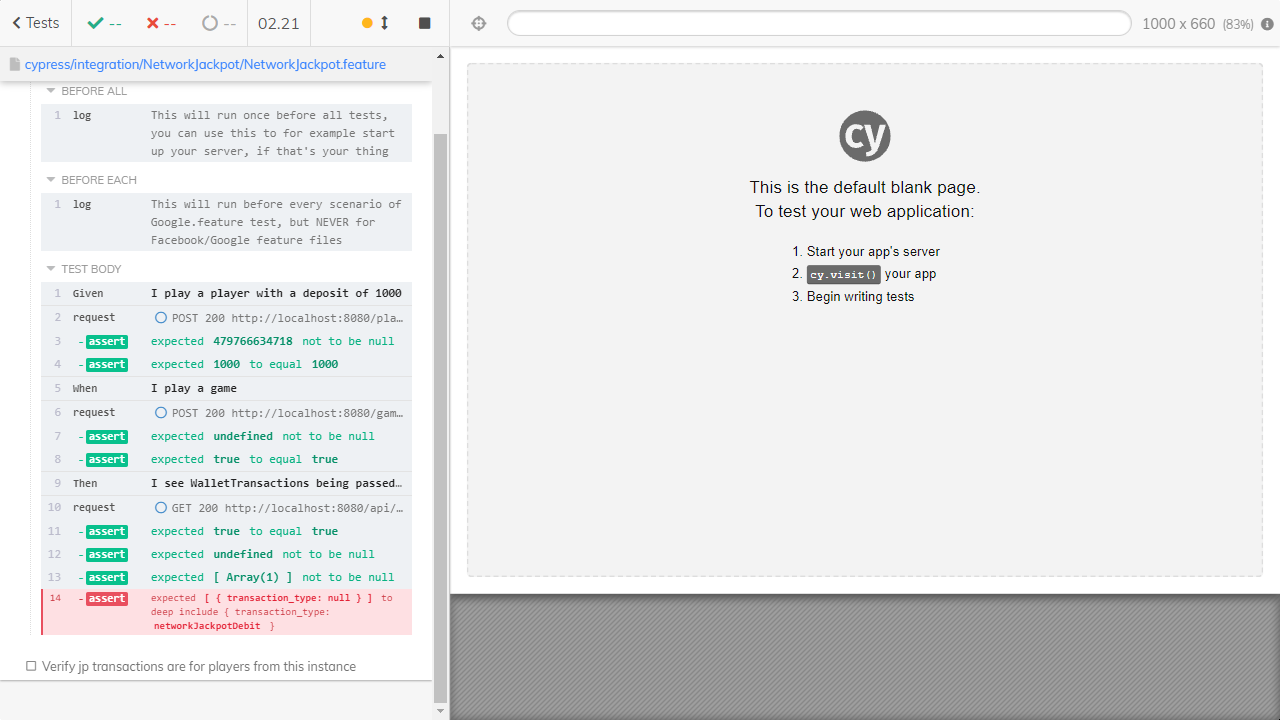 Tests
--
--
--
02.21
1000 x 660 (83%)
cypress/integration/NetworkJackpot/NetworkJackpot.feature
BEFORE ALL
1 log This will run once before all tests,
you can use this to for example start
up your server, if that's your thing
BEFORE EACH
1 log This will run before every scenario of
Google.feature test, but NEVER for
Facebook/Google feature files
TEST BODY
1 Given I play a player with a deposit of 1000
2 request POST 200 http://localhost:8080/pla…
3 - assert expected 479766634718 not to be null
4 - assert expected 1000 to equal 1000
5 When I play a game
6 request POST 200 http://localhost:8080/gam…
7 - assert expected undefined not to be null
8 - assert expected true to equal true
9 Then I see WalletTransactions being passed…
10 request GET 200 http://localhost:8080/api/…
11 - assert expected true to equal true
12 - assert expected undefined not to be null
13 - assert expected [ Array(1) ] not to be null
14 - assert expected [ { transaction_type: null } ] to
deep include { transaction_type:
networkJackpotDebit }
Verify jp transactions are for players from this instance
cy
This is the default blank page.
To test your web application:
1. Start your app's server
2. cy.visit() your app
3. Begin writing tests